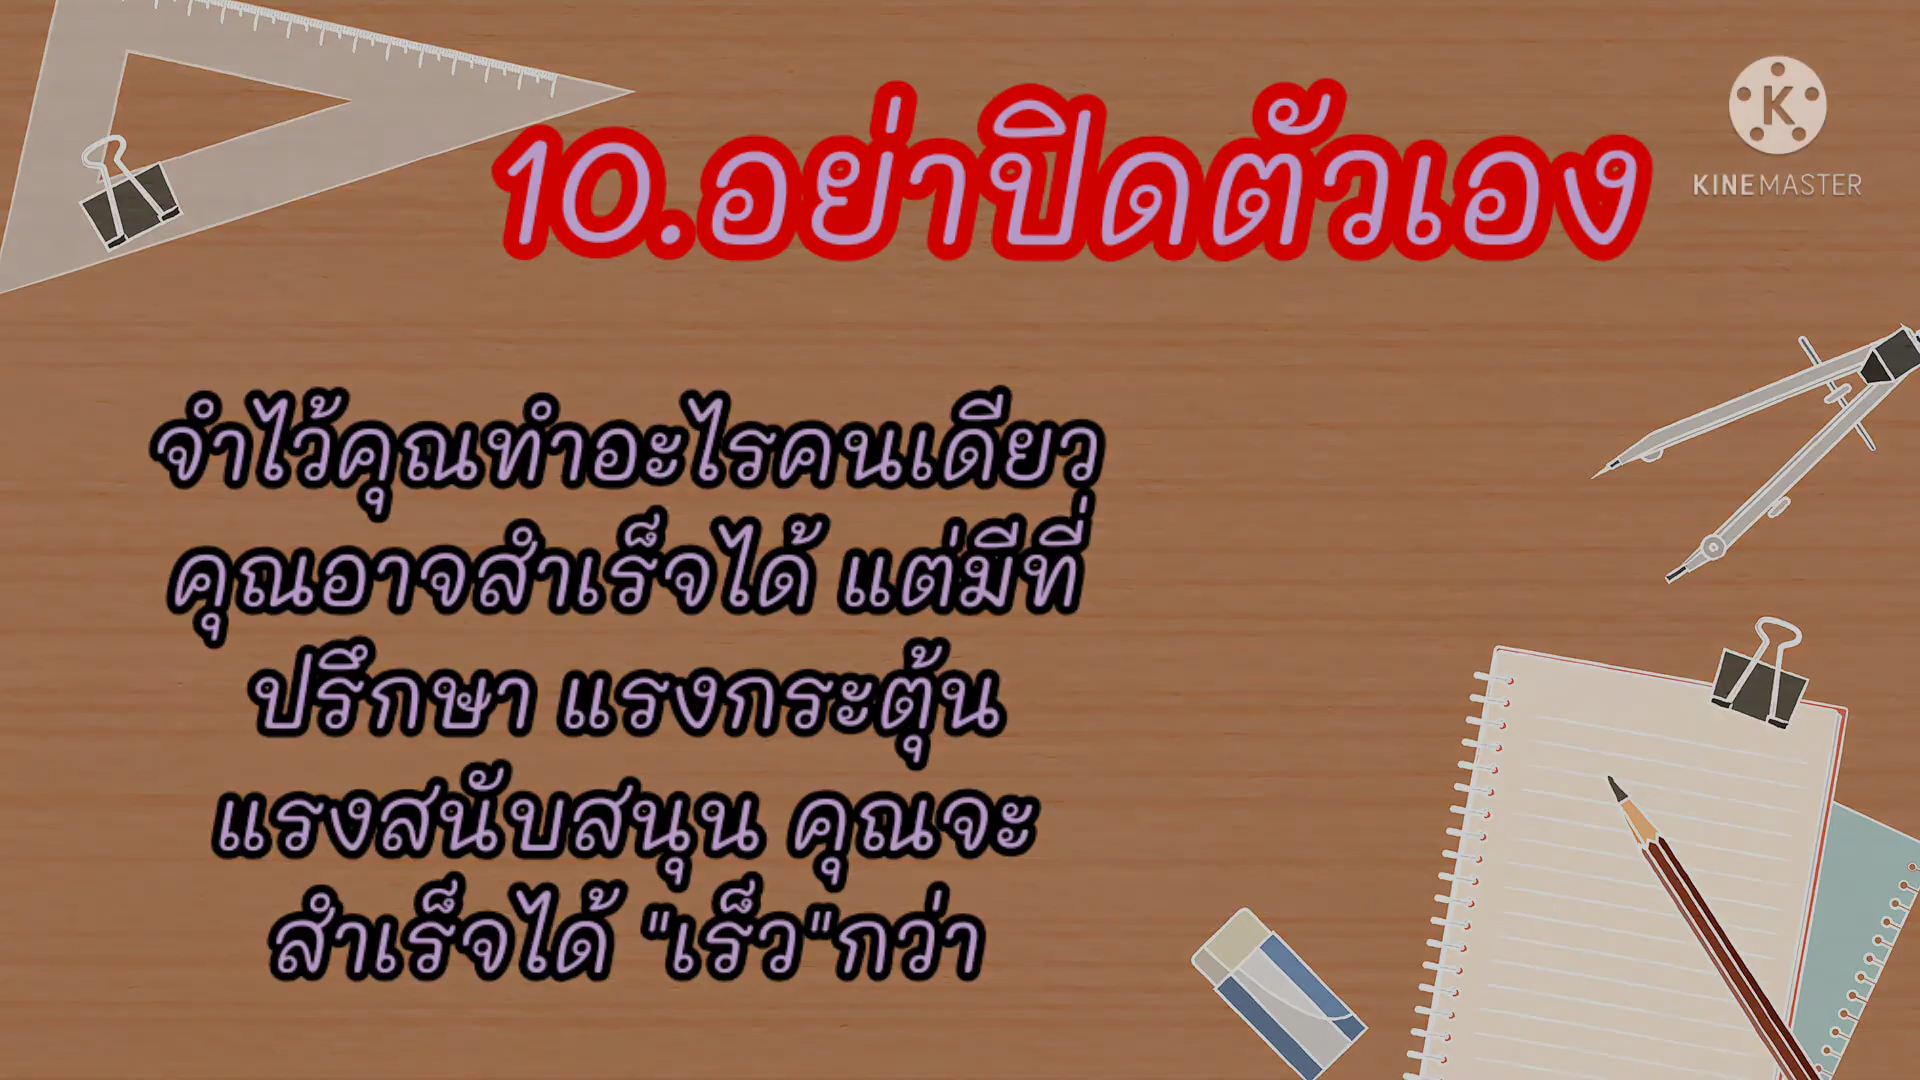 10.อย่าปิดตัวเอง
K
KINEMASTER
จำไว้คุณทำอะไรคนเดียว
คุณอาจสำเร็จได้ แต่มีที่
ปรึกษา แรงกระตุ้น
แรงสนับสนุน คุณจะ
สำเร็จได้ "เร็ว"กว่า